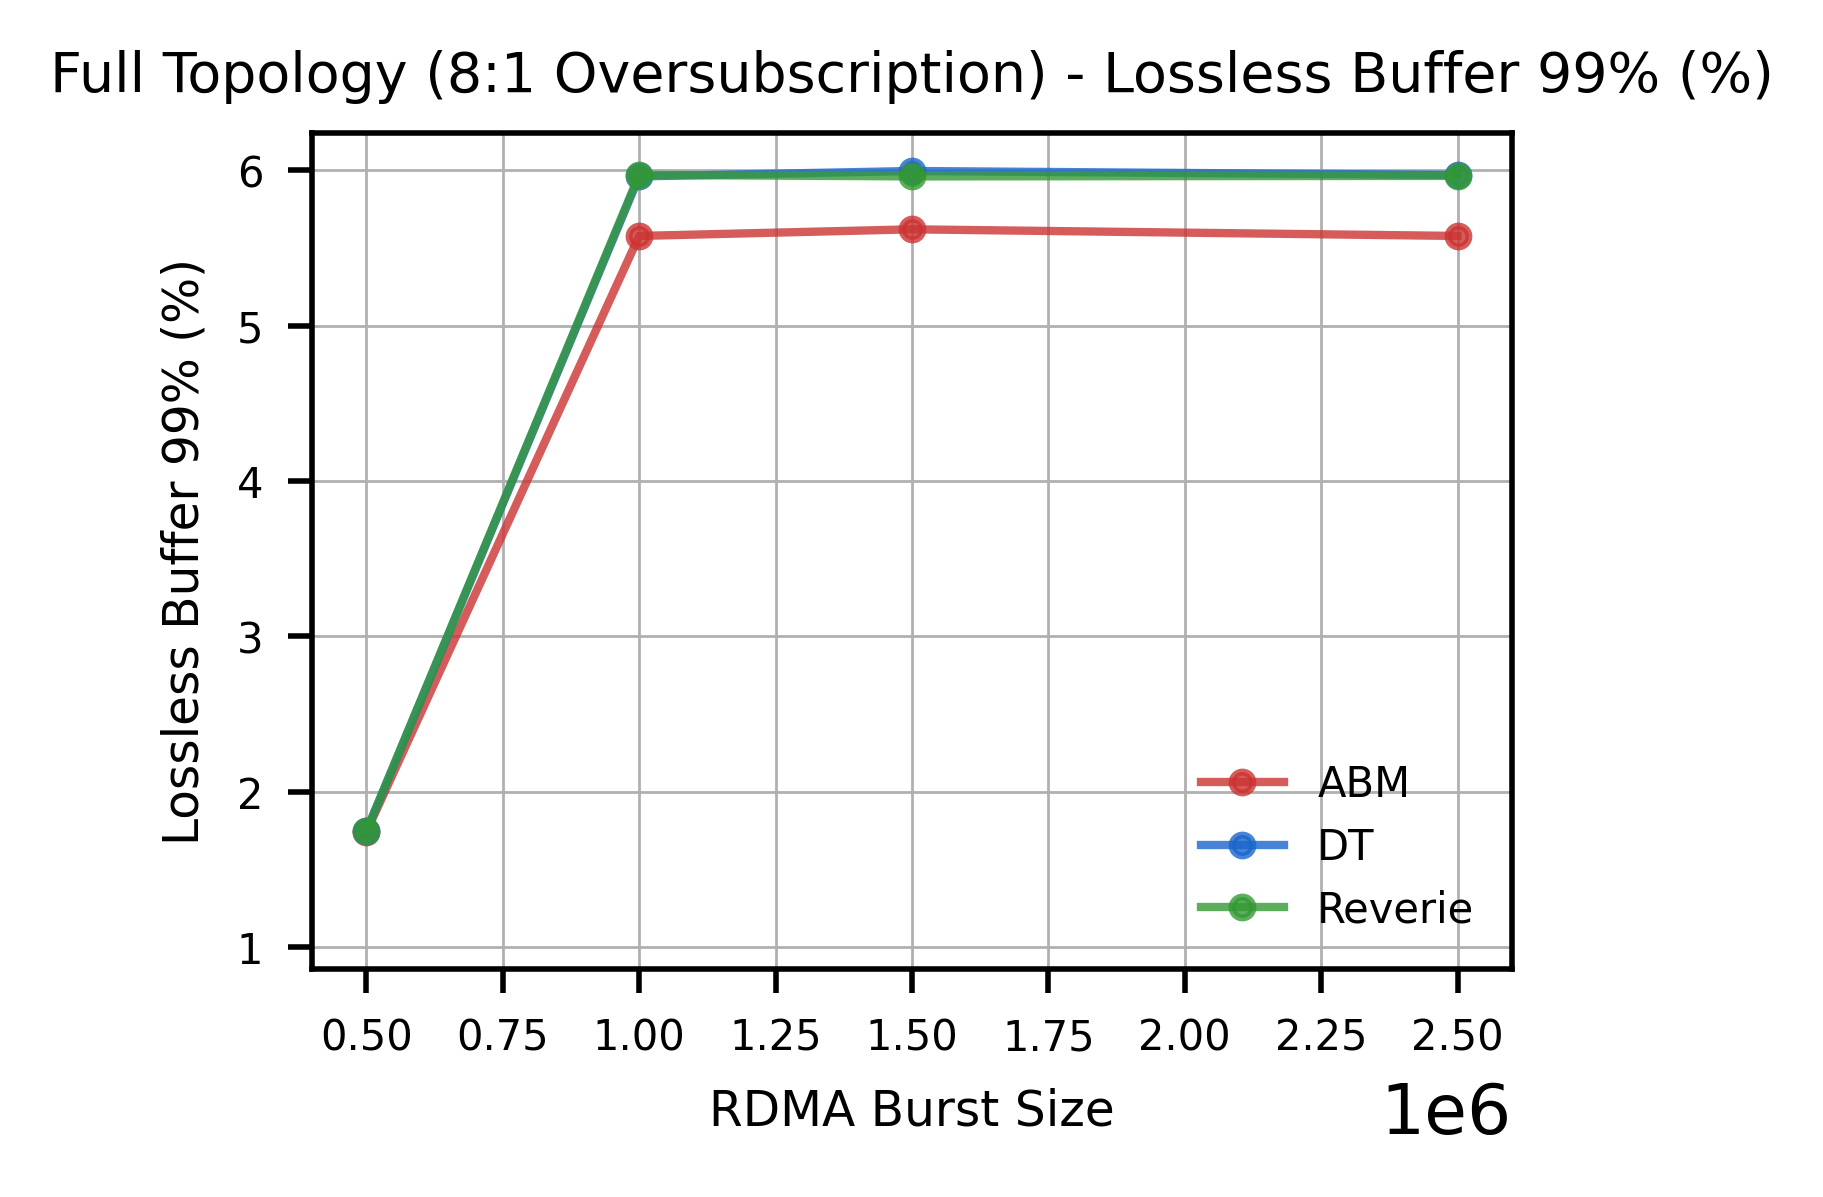 Full Topology (8:1 Oversubscription) - Lossless Buffer 99% (%)
Lossless Buffer 99% (%)
6
5
4
3
2
1
ABM
DT
Reverie
0.50 0.75 1.00 1.25 1.50 1.75 2.00 2.25 2.50
RDMA Burst Size
1e6